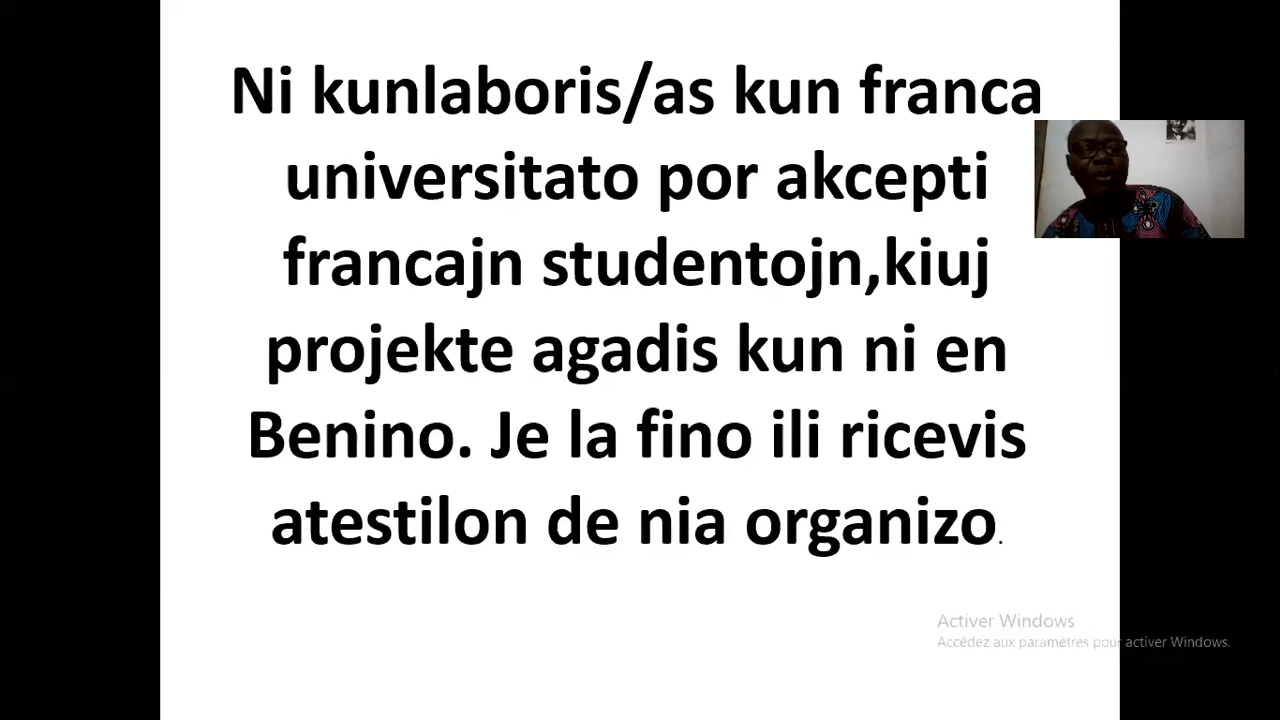 Ni kunlaboris/as kun franca
universitato por akcepti
francajn studentojn,kiuj
projekte agadis kun ni en
Benino. Je la fino ili ricevis
atestilon de nia organizo.
Activer Windows
Accédez aux paramètres pour activer Windows.